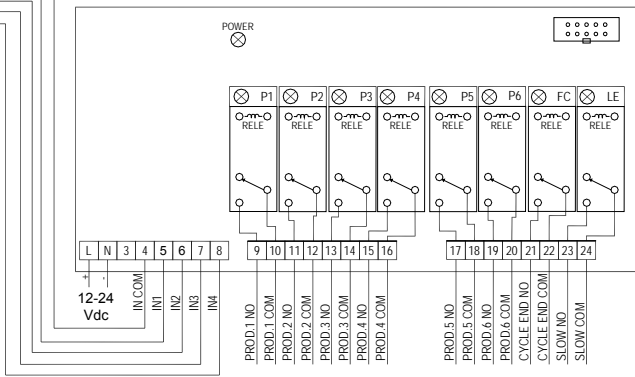 POWER
P1 P2 P3 P4 P5 P6 FC LE
RELE RELE RELE RELE RELE RELE RELE RELE
L N 3 4 5 6 7 8 9 10 11 12 13 14 15 16 17 18 19 20 21 22 23 24
+ -
12-24
Vdc
IN COM
IN1
IN2
IN3
IN4
PROD.1 NO
PROD.1 COM
PROD.2 NO
PROD.2 COM
PROD.3 NO
PROD.3 COM
PROD.4 NO
PROD.4 COM
PROD.5 NO
PROD.5 COM
PROD.6 NO
PROD.6 COM
CYCLE END NO
CYCLE END COM
SLOW NO
SLOW COM